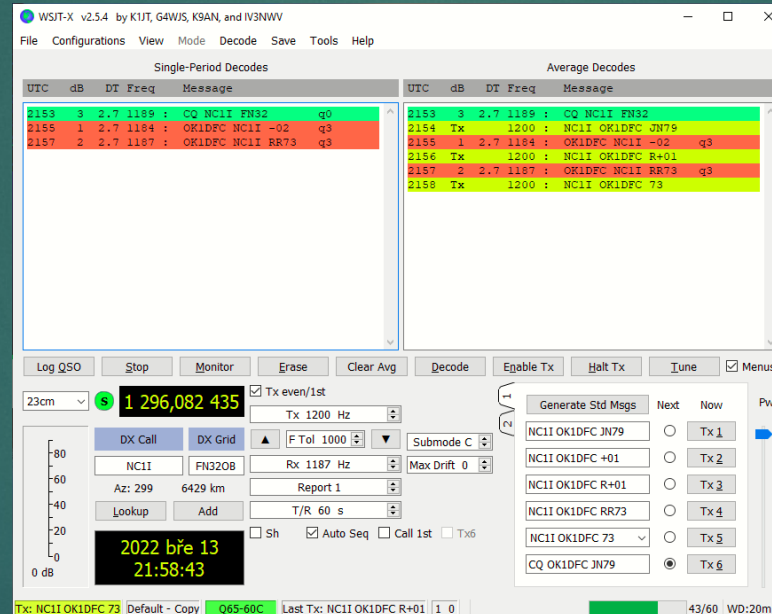 WSJT-X v2.5.4 by K1JT, G4WJS, K9AN, and IV3NWV
File Configurations View Mode Decode Save Tools Help
Single-Period Decodes
UTC dB DT Freq Message
2153 3 2.7 1189 : CQ NC1I FN32 q0
2155 1 2.7 1184 : OK1DFC NC1I -02 q3
2157 2 2.7 1187 : OK1DFC NC1I RR73 q3
Average Decodes
UTC dB DT Freq Message
2153 3 2.7 1189 : CQ NC1I FN32
2154 Tx 1200 : NC1I OK1DFC JN79
2155 1 2.7 1184 : OK1DFC NC1I -02 q3
2156 Tx 1200 : NC1I OK1DFC R+01
2157 2 2.7 1187 : OK1DFC NC1I RR73 q3
2158 Tx 1200 : NC1I OK1DFC 73
Log QSO Stop Monitor Erase Clear Avg Decode Enable Tx Halt Tx Tune Menus
23cm S 1 296,082 435
DX Call DX Grid
NC1I FN32OB
Az: 299 6429 km
Lookup Add
2022 bře 13
21:58:43
-80
-60
-40
-20
0
0 dB
Tx even/1st
Tx 1200 Hz
F Tol 1000
Rx 1187 Hz
Report 1
T/R 60 s
Submode C
Max Drift 0
Sh Auto Seq Call 1st Tx6
1
2
Generate Std Msgs Next Now Pw
NC1I OK1DFC JN79 Tx 1
NC1I OK1DFC +01 Tx 2
NC1I OK1DFC R+01 Tx 3
NC1I OK1DFC RR73 Tx 4
NC1I OK1DFC 73 Tx 5
CQ OK1DFC JN79 Tx 6
Tx: NC1I OK1DFC 73 Default - Copy Q65-60C Last Tx: NC1I OK1DFC R+01 1 0 43/60 WD:20m